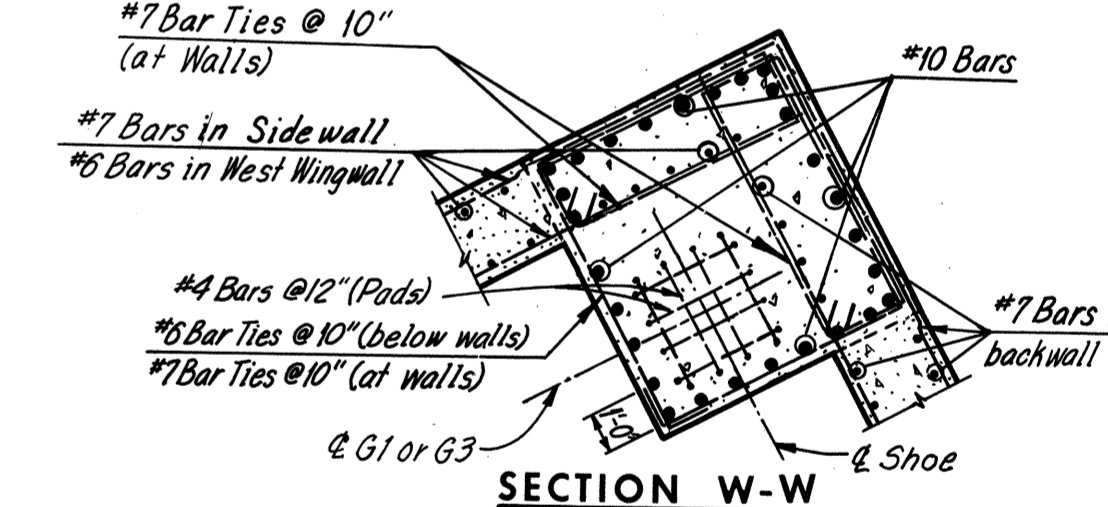 #7 Bar Ties @ 10"
(at Walls)
#10 Bars
#7 Bars in Sidewall
#6 Bars in West Wingwall
#4 Bars @12" (Pads)
#6 Bar Ties @ 10" (below walls)
#7 Bar Ties @10" (at walls)
#7 Bars
backwall
1'-0"
℄ G1 or G3
℄ Shoe
SECTION W-W